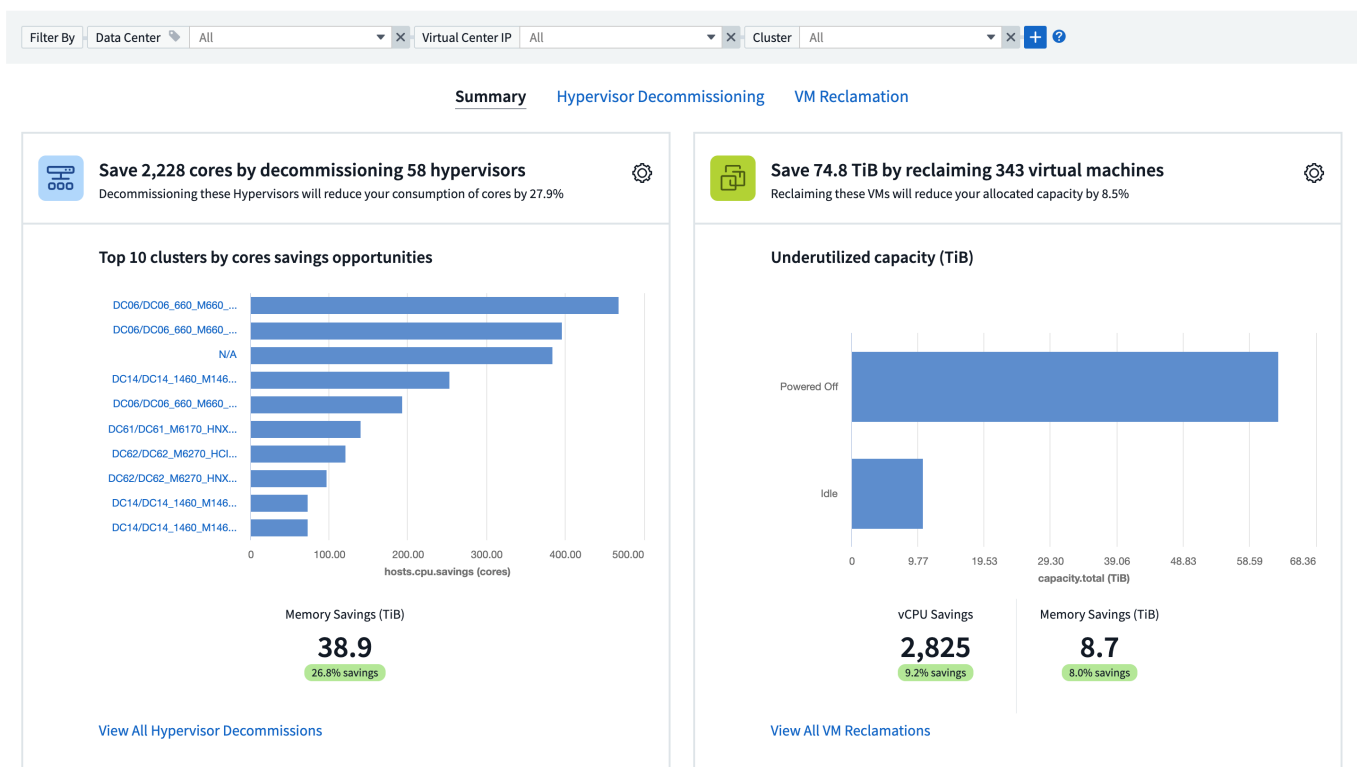 Filter By Data Center All Virtual Center IP All Cluster All
Summary Hypervisor Decommissioning VM Reclamation
Save 2,228 cores by decommissioning 58 hypervisors
Decommissioning these Hypervisors will reduce your consumption of cores by 27.9%
Top 10 clusters by cores savings opportunities
DC06/DC06_660_M660_...
DC06/DC06_660_M660_...
N/A
DC14/DC14_1460_M146...
DC06/DC06_660_M660_...
DC61/DC61_M6170_HNX...
DC62/DC62_M6270_HCI...
DC62/DC62_M6270_HNX...
DC14/DC14_1460_M146...
DC14/DC14_1460_M146...
0 100.00 200.00 300.00 400.00 500.00
hosts.cpu.savings (cores)
Memory Savings (TiB)
38.9
26.8% savings
View All Hypervisor Decommissions
Save 74.8 TiB by reclaiming 343 virtual machines
Reclaiming these VMs will reduce your allocated capacity by 8.5%
Underutilized capacity (TiB)
Powered Off
Idle
0 9.77 19.53 29.30 39.06 48.83 58.59 68.36
capacity.total (TiB)
vCPU Savings
2,825
9.2% savings
Memory Savings (TiB)
8.7
8.0% savings
View All VM Reclamations